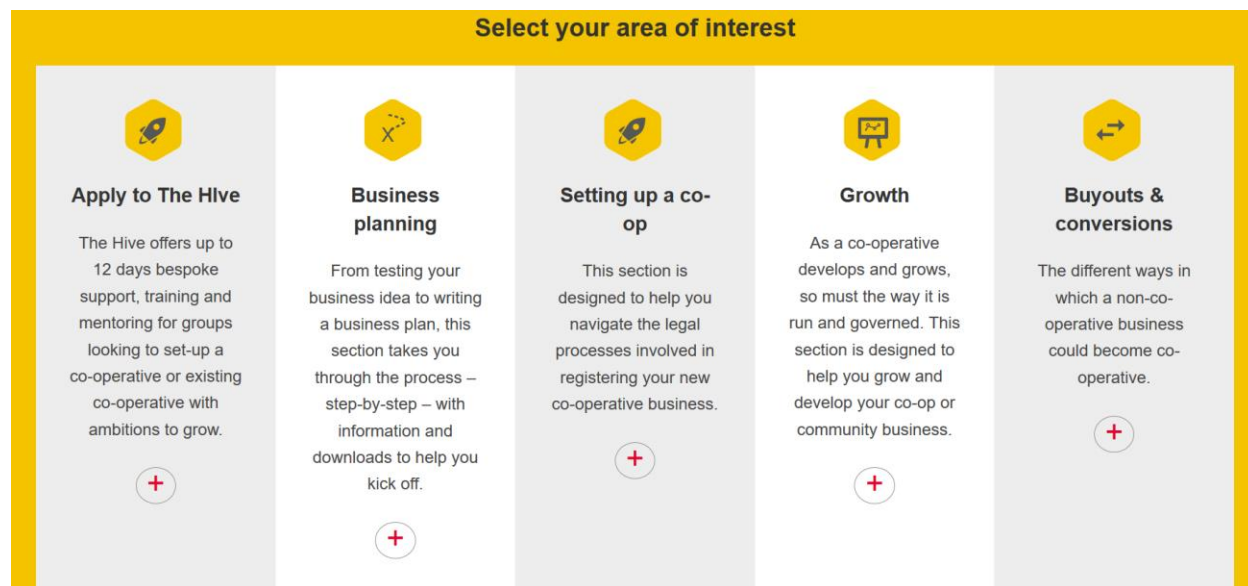 Select your area of interest
Apply to The HIve
The Hive offers up to
12 days bespoke
support, training and
mentoring for groups
looking to set-up a
co-operative or existing
co-operative with
ambitions to grow.
+
Business
planning
From testing your
business idea to writing
a business plan, this
section takes you
through the process –
step-by-step – with
information and
downloads to help you
kick off.
+
Setting up a co-
op
This section is
designed to help you
navigate the legal
processes involved in
registering your new
co-operative business.
+
Growth
As a co-operative
develops and grows,
so must the way it is
run and governed. This
section is designed to
help you grow and
develop your co-op or
community business.
+
Buyouts &
conversions
The different ways in
which a non-co-
operative business
could become co-
operative.
+